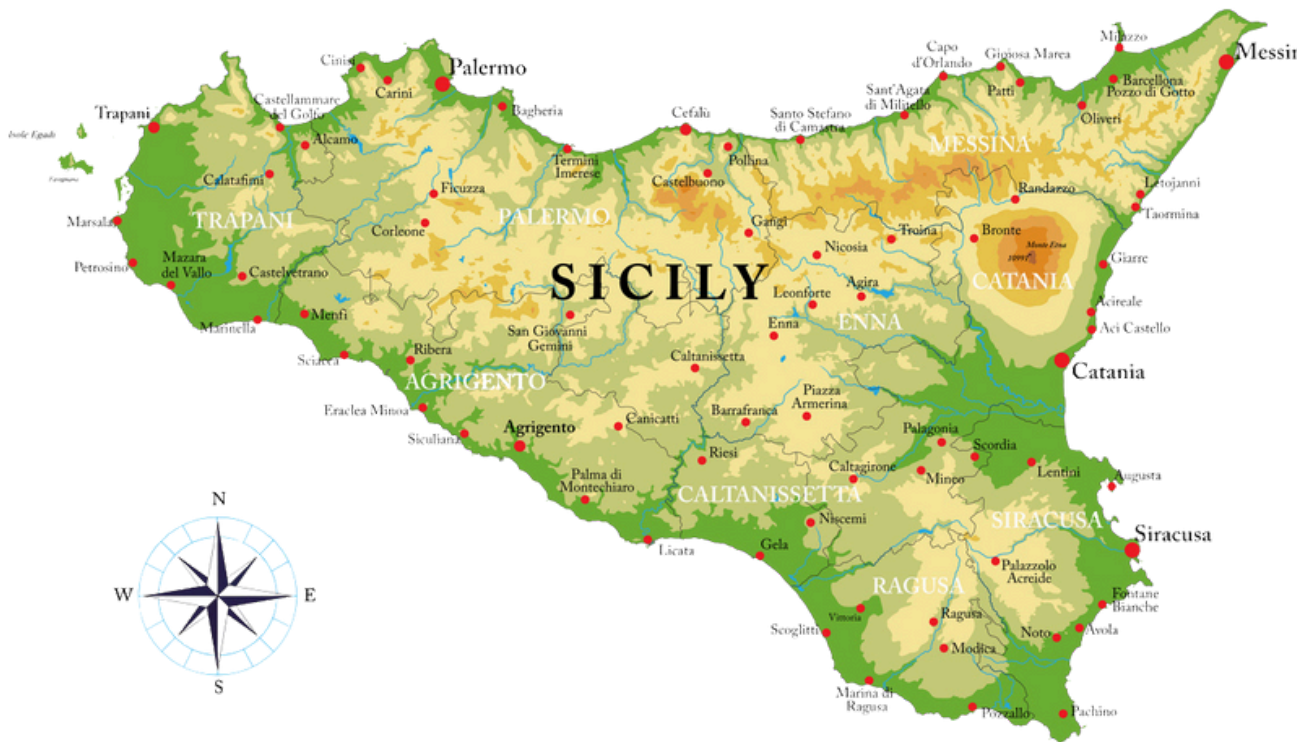 Milazzo
Capo
d'Orlando
Gioiosa Marea
Messin
Cinisi
Palermo
Carini
Patti
Barcellona
Pozzo di Gotto
Sant'Agata
di Militello
Castellammare
del Golfo
Trapani
Bagheria
Cefalù
Santo Stefano
di Camastra
Oliveri
Isole Egadi
Alcamo
MESSINA
Termini
Imerese
Pollina
Calatafimi
Castelbuono
Ficuzza
Randazzo
Letojanni
Taormina
Marsala
TRAPANI
PALERMO
Corleone
Gangi
Troina
Bronte
Nicosia
Monte Etna
Mazara
del Vallo
Petrosino
Castelvetrano
SICILY
Giarre
CATANIA
Leonforte
Agira
Acireale
Menfi
Marinella
San Giovanni
Gemini
Enna
ENNA
Aci Castello
Ribera
Sciacca
Caltanissetta
Catania
AGRIGENTO
Eraclea Minoa
Piazza
Armerina
Barrafranca
Canicatti
Agrigento
Siculiana
Palagonia
Scordia
Riesi
Caltagirone
Mineo
Lentini
Augusta
Palma di
Montechiaro
CALTANISSETTA
N
Niscemi
SIRACUSA
Siracusa
Licata
Gela
Palazzolo
Acreide
RAGUSA
W
E
Fontane
Bianche
Vittoria
Ragusa
Scoglitti
Noto
Avola
Modica
S
Marina di
Ragusa
Pozzallo
Pachino